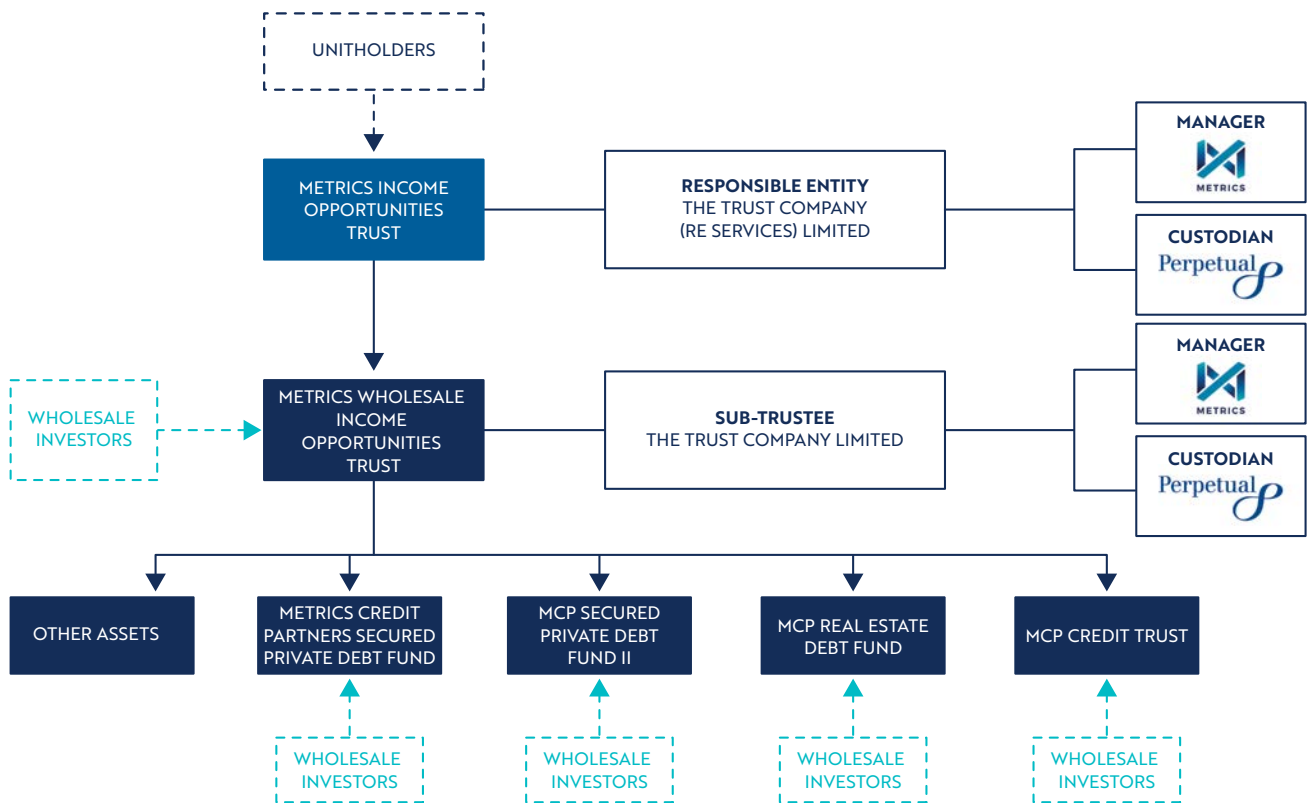 UNITHOLDERS
METRICS INCOME
OPPORTUNITIES
TRUST
RESPONSIBLE ENTITY
THE TRUST COMPANY
(RE SERVICES) LIMITED
MANAGER
METRICS
CUSTODIAN
Perpetual
WHOLESALE
INVESTORS
METRICS WHOLESALE
INCOME
OPPORTUNITIES
TRUST
SUB-TRUSTEE
THE TRUST COMPANY LIMITED
MANAGER
METRICS
CUSTODIAN
Perpetual
OTHER ASSETS
METRICS CREDIT
PARTNERS SECURED
PRIVATE DEBT FUND
MCP SECURED
PRIVATE DEBT
FUND II
MCP REAL ESTATE
DEBT FUND
MCP CREDIT TRUST
WHOLESALE
INVESTORS
WHOLESALE
INVESTORS
WHOLESALE
INVESTORS
WHOLESALE
INVESTORS